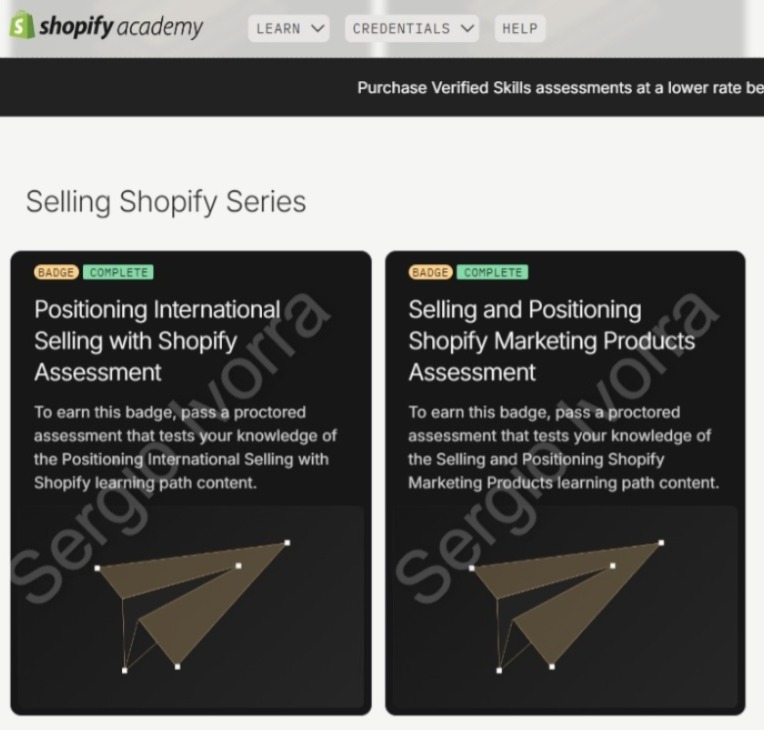 shopify academy
LEARN
CREDENTIALS
HELP
Purchase Verified Skills assessments at a lower rate be
Selling Shopify Series
BADGE COMPLETE
Positioning International
Selling with Shopify
Assessment
To earn this badge, pass a proctored
assessment that tests your knowledge of
the Positioning International Selling with
Shopify learning path content.
Sergio Ivorra
BADGE COMPLETE
Selling and Positioning
Shopify Marketing Products
Assessment
To earn this badge, pass a proctored
assessment that tests your knowledge of
the Selling and Positioning Shopify
Marketing Products learning path content.
Sergio Ivorra